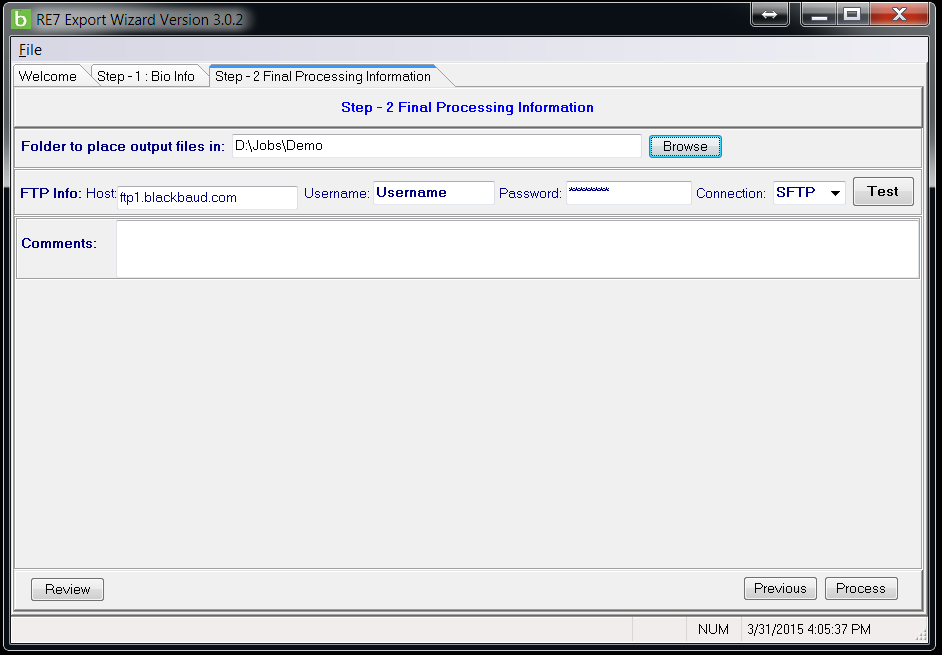 b RE7 Export Wizard Version 3.0.2
File
Welcome Step - 1 : Bio Info Step - 2 Final Processing Information
Step - 2 Final Processing Information
Folder to place output files in: D:\Jobs\Demo Browse
FTP Info: Host: ftp1.blackbaud.com Username: Username Password: ******** Connection: SFTP Test
Comments:
Review Previous Process
NUM 3/31/2015 4:05:37 PM